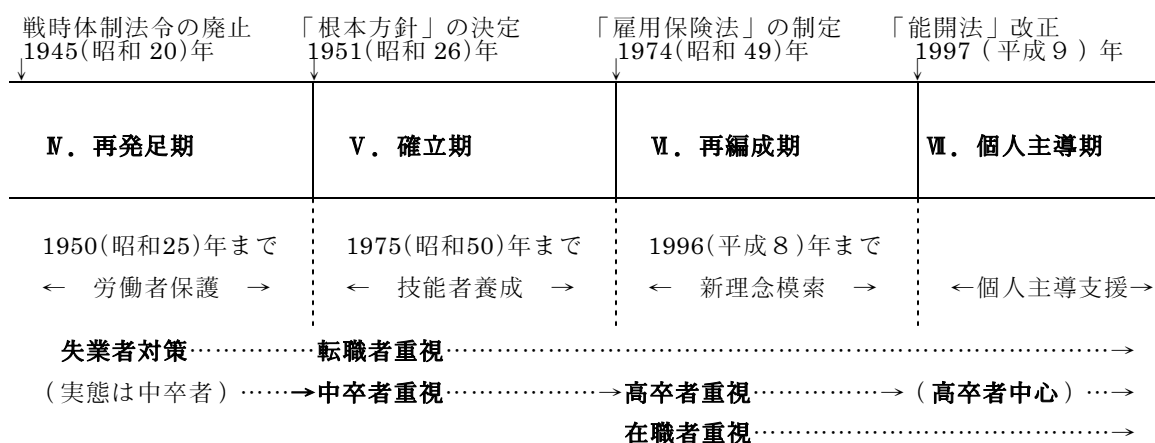 戦時体制法令の廃止 「根本方針」の決定 「雇用保険法」の制定 「能開法」改正
1945(昭和 20)年 1951(昭和 26)年 1974(昭和 49)年 1997(平成9)年
Ⅳ．再発足期 Ⅴ．確立期 Ⅵ．再編成期 Ⅶ．個人主導期
1950(昭和25)年まで 1975(昭和50)年まで 1996(平成8)年まで
← 労働者保護 → ← 技能者養成 → ← 新理念模索 → ←個人主導支援→
失業者対策……………転職者重視……………………………………………………………………→
(実態は中卒者)……→中卒者重視………………→高卒者重視……………→(高卒者中心)…→
在職者重視………………………………………→